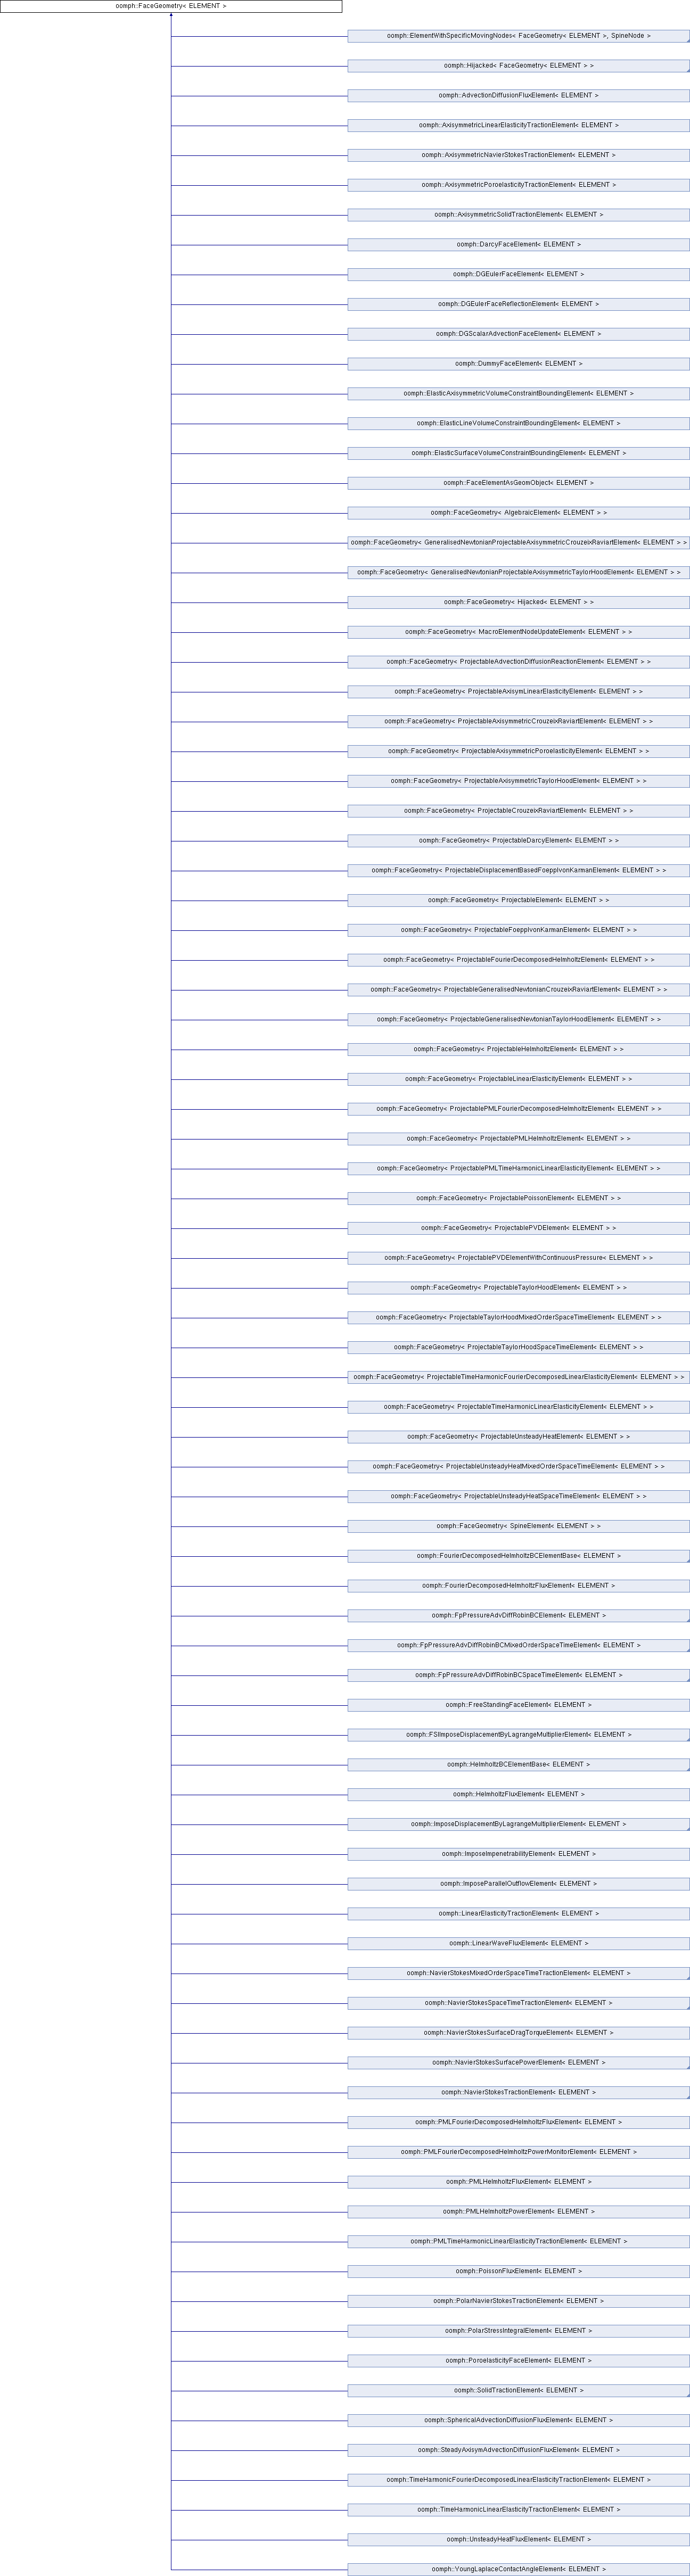 oomph::FaceGeometry< ELEMENT >
oomph::ElementWithSpecificMovingNodes< FaceGeometry< ELEMENT >, SpineNode >
oomph::Hijacked< FaceGeometry< ELEMENT > >
oomph::AdvectionDiffusionFluxElement< ELEMENT >
oomph::AxisymmetricLinearElasticityTractionElement< ELEMENT >
oomph::AxisymmetricNavierStokesTractionElement< ELEMENT >
oomph::AxisymmetricPoroelasticityTractionElement< ELEMENT >
oomph::AxisymmetricSolidTractionElement< ELEMENT >
oomph::DarcyFaceElement< ELEMENT >
oomph::DGEulerFaceElement< ELEMENT >
oomph::DGEulerFaceReflectionElement< ELEMENT >
oomph::DGScalarAdvectionFaceElement< ELEMENT >
oomph::DummyFaceElement< ELEMENT >
oomph::ElasticAxisymmetricVolumeConstraintBoundingElement< ELEMENT >
oomph::ElasticLineVolumeConstraintBoundingElement< ELEMENT >
oomph::ElasticSurfaceVolumeConstraintBoundingElement< ELEMENT >
oomph::FaceElementAsGeomObject< ELEMENT >
oomph::FaceGeometry< AlgebraicElement< ELEMENT > >
oomph::FaceGeometry< GeneralisedNewtonianProjectableAxisymmetricCrouzeixRaviartElement< ELEMENT > >
oomph::FaceGeometry< GeneralisedNewtonianProjectableAxisymmetricTaylorHoodElement< ELEMENT > >
oomph::FaceGeometry< Hijacked< ELEMENT > >
oomph::FaceGeometry< MacroElementNodeUpdateElement< ELEMENT > >
oomph::FaceGeometry< ProjectableAdvectionDiffusionReactionElement< ELEMENT > >
oomph::FaceGeometry< ProjectableAxisymLinearElasticityElement< ELEMENT > >
oomph::FaceGeometry< ProjectableAxisymmetricCrouzeixRaviartElement< ELEMENT > >
oomph::FaceGeometry< ProjectableAxisymmetricPoroelasticityElement< ELEMENT > >
oomph::FaceGeometry< ProjectableAxisymmetricTaylorHoodElement< ELEMENT > >
oomph::FaceGeometry< ProjectableCrouzeixRaviartElement< ELEMENT > >
oomph::FaceGeometry< ProjectableDarcyElement< ELEMENT > >
oomph::FaceGeometry< ProjectableDisplacementBasedFoepplvonKarmanElement< ELEMENT > >
oomph::FaceGeometry< ProjectableElement< ELEMENT > >
oomph::FaceGeometry< ProjectableFoepplvonKarmanElement< ELEMENT > >
oomph::FaceGeometry< ProjectableFourierDecomposedHelmholtzElement< ELEMENT > >
oomph::FaceGeometry< ProjectableGeneralisedNewtonianCrouzeixRaviartElement< ELEMENT > >
oomph::FaceGeometry< ProjectableGeneralisedNewtonianTaylorHoodElement< ELEMENT > >
oomph::FaceGeometry< ProjectableHelmholtzElement< ELEMENT > >
oomph::FaceGeometry< ProjectableLinearElasticityElement< ELEMENT > >
oomph::FaceGeometry< ProjectablePMLFourierDecomposedHelmholtzElement< ELEMENT > >
oomph::FaceGeometry< ProjectablePMLHelmholtzElement< ELEMENT > >
oomph::FaceGeometry< ProjectablePMLTimeHarmonicLinearElasticityElement< ELEMENT > >
oomph::FaceGeometry< ProjectablePoissonElement< ELEMENT > >
oomph::FaceGeometry< ProjectablePVDElement< ELEMENT > >
oomph::FaceGeometry< ProjectablePVDElementWithContinuousPressure< ELEMENT > >
oomph::FaceGeometry< ProjectableTaylorHoodElement< ELEMENT > >
oomph::FaceGeometry< ProjectableTaylorHoodMixedOrderSpaceTimeElement< ELEMENT > >
oomph::FaceGeometry< ProjectableTaylorHoodSpaceTimeElement< ELEMENT > >
oomph::FaceGeometry< ProjectableTimeHarmonicFourierDecomposedLinearElasticityElement< ELEMENT > >
oomph::FaceGeometry< ProjectableTimeHarmonicLinearElasticityElement< ELEMENT > >
oomph::FaceGeometry< ProjectableUnsteadyHeatElement< ELEMENT > >
oomph::FaceGeometry< ProjectableUnsteadyHeatMixedOrderSpaceTimeElement< ELEMENT > >
oomph::FaceGeometry< ProjectableUnsteadyHeatSpaceTimeElement< ELEMENT > >
oomph::FaceGeometry< SpineElement< ELEMENT > >
oomph::FourierDecomposedHelmholtzBCElementBase< ELEMENT >
oomph::FourierDecomposedHelmholtzFluxElement< ELEMENT >
oomph::FpPressureAdvDiffRobinBCElement< ELEMENT >
oomph::FpPressureAdvDiffRobinBCMixedOrderSpaceTimeElement< ELEMENT >
oomph::FpPressureAdvDiffRobinBCSpaceTimeElement< ELEMENT >
oomph::FreeStandingFaceElement< ELEMENT >
oomph::FSIImposeDisplacementByLagrangeMultiplierElement< ELEMENT >
oomph::HelmholtzBCElementBase< ELEMENT >
oomph::HelmholtzFluxElement< ELEMENT >
oomph::ImposeDisplacementByLagrangeMultiplierElement< ELEMENT >
oomph::ImposeImpenetrabilityElement< ELEMENT >
oomph::ImposeParallelOutflowElement< ELEMENT >
oomph::LinearElasticityTractionElement< ELEMENT >
oomph::LinearWaveFluxElement< ELEMENT >
oomph::NavierStokesMixedOrderSpaceTimeTractionElement< ELEMENT >
oomph::NavierStokesSpaceTimeTractionElement< ELEMENT >
oomph::NavierStokesSurfaceDragTorqueElement< ELEMENT >
oomph::NavierStokesSurfacePowerElement< ELEMENT >
oomph::NavierStokesTractionElement< ELEMENT >
oomph::PMLFourierDecomposedHelmholtzFluxElement< ELEMENT >
oomph::PMLFourierDecomposedHelmholtzPowerMonitorElement< ELEMENT >
oomph::PMLHelmholtzFluxElement< ELEMENT >
oomph::PMLHelmholtzPowerElement< ELEMENT >
oomph::PMLTimeHarmonicLinearElasticityTractionElement< ELEMENT >
oomph::PoissonFluxElement< ELEMENT >
oomph::PolarNavierStokesTractionElement< ELEMENT >
oomph::PolarStressIntegralElement< ELEMENT >
oomph::PoroelasticityFaceElement< ELEMENT >
oomph::SolidTractionElement< ELEMENT >
oomph::SphericalAdvectionDiffusionFluxElement< ELEMENT >
oomph::SteadyAxisymAdvectionDiffusionFluxElement< ELEMENT >
oomph::TimeHarmonicFourierDecomposedLinearElasticityTractionElement< ELEMENT >
oomph::TimeHarmonicLinearElasticityTractionElement< ELEMENT >
oomph::UnsteadyHeatFluxElement< ELEMENT >
oomph::YoungLaplaceContactAngleElement< ELEMENT >